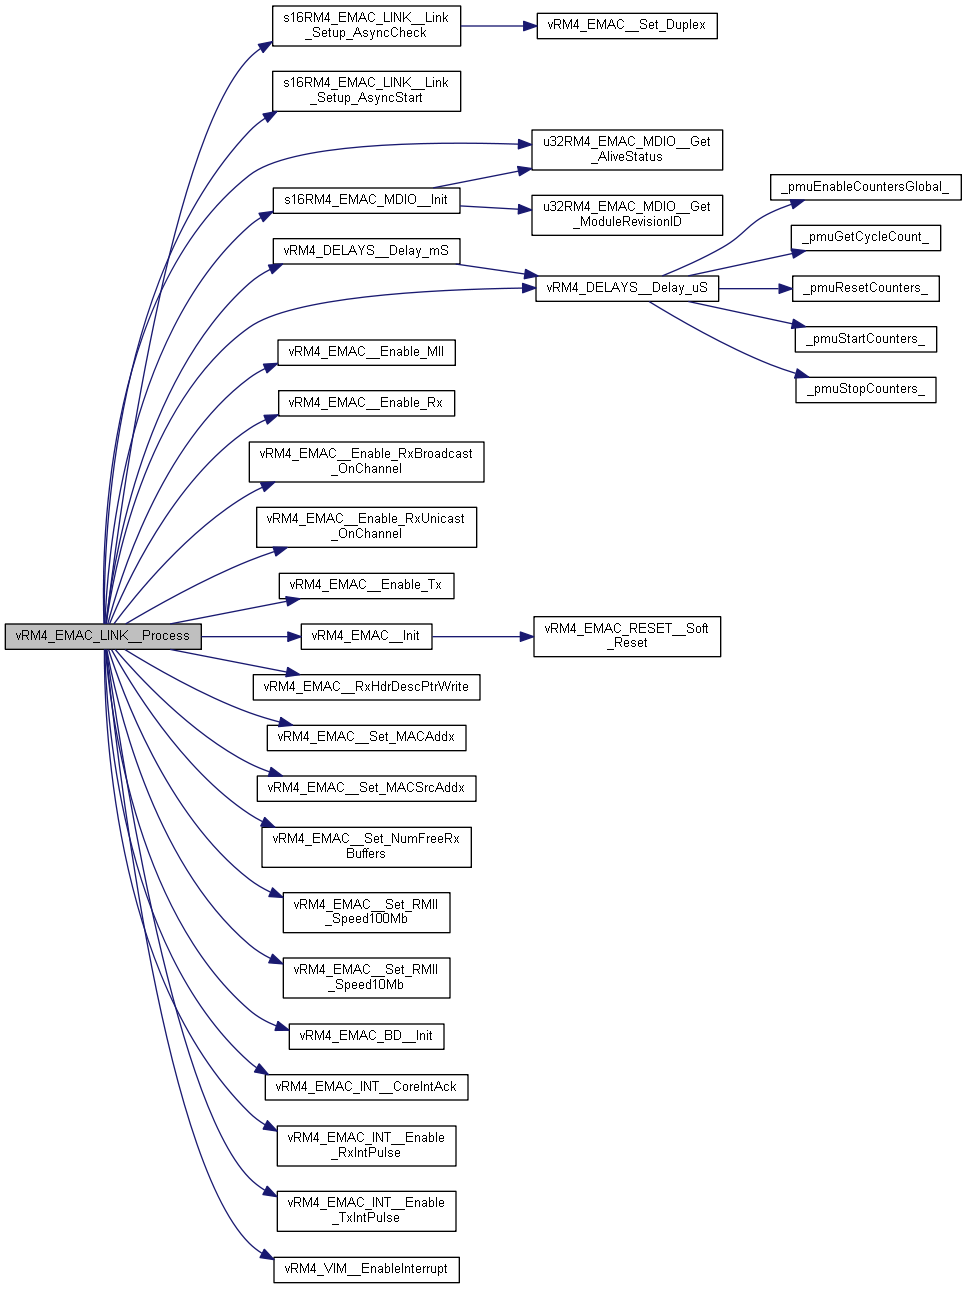 s16RM4_EMAC_LINK__Link
_Setup_AsyncCheck
vRM4_EMAC__Set_Duplex
s16RM4_EMAC_LINK__Link
_Setup_AsyncStart
u32RM4_EMAC_MDIO__Get
_AliveStatus
s16RM4_EMAC_MDIO__Init
u32RM4_EMAC_MDIO__Get
_ModuleRevisionID
_pmuEnableCountersGlobal_
_pmuGetCycleCount_
vRM4_DELAYS__Delay_mS
vRM4_DELAYS__Delay_uS
_pmuResetCounters_
_pmuStartCounters_
_pmuStopCounters_
vRM4_EMAC__Enable_MII
vRM4_EMAC__Enable_Rx
vRM4_EMAC__Enable_RxBroadcast
_OnChannel
vRM4_EMAC__Enable_RxUnicast
_OnChannel
vRM4_EMAC__Enable_Tx
vRM4_EMAC_LINK__Process
vRM4_EMAC__Init
vRM4_EMAC_RESET__Soft
_Reset
vRM4_EMAC__RxHdrDescPtrWrite
vRM4_EMAC__Set_MACAddx
vRM4_EMAC__Set_MACSrcAddx
vRM4_EMAC__Set_NumFreeRx
Buffers
vRM4_EMAC__Set_RMII
_Speed100Mb
vRM4_EMAC__Set_RMII
_Speed10Mb
vRM4_EMAC_BD__Init
vRM4_EMAC_INT__CoreIntAck
vRM4_EMAC_INT__Enable
_RxIntPulse
vRM4_EMAC_INT__Enable
_TxIntPulse
vRM4_VIM__EnableInterrupt